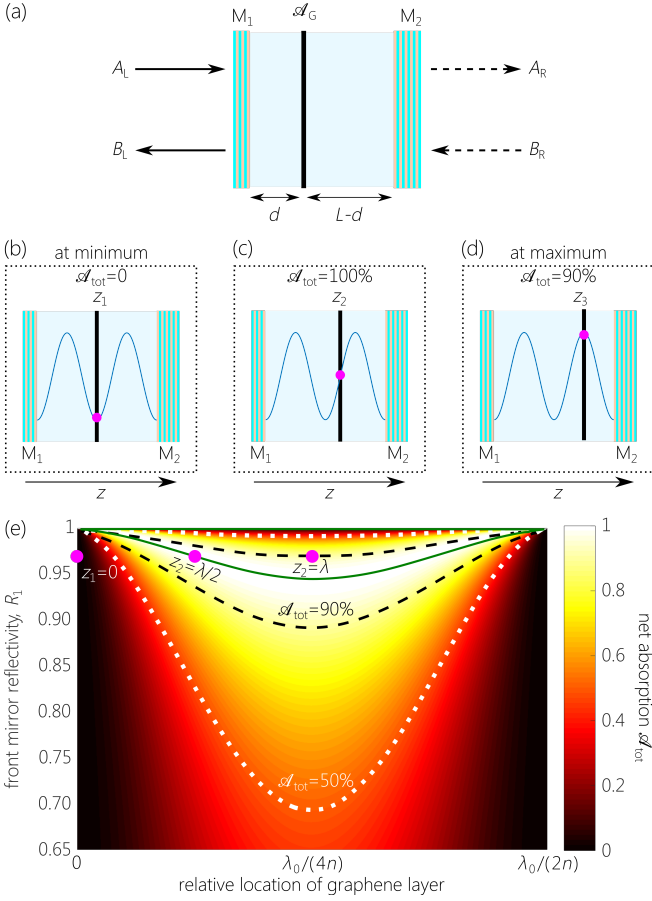 (a)
M1 𝒜G M2
AL AR
BL BR
d L-d
(b) at minimum
𝒜tot=0
z1
M1 M2
z
(c)
𝒜tot=100%
z2
M1 M2
z
(d) at maximum
𝒜tot=90%
z3
M1 M2
z
(e)
front mirror reflectivity, R1
1
0.95
0.90
0.85
0.80
0.75
0.70
0.65
z1=0
z2=λ/2
z2=λ
𝒜tot=90%
𝒜tot=50%
0 λ0/(4n) λ0/(2n)
relative location of graphene layer
1
0.8
0.6
0.4
0.2
0
net absorption 𝒜tot